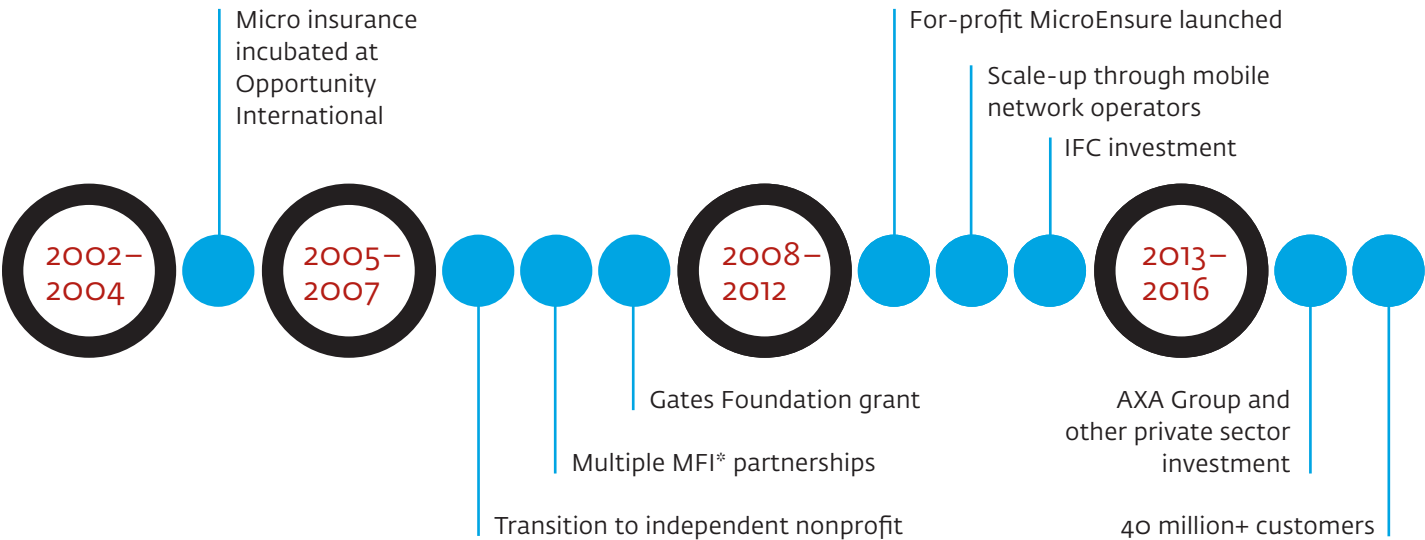 Micro insurance
incubated at
Opportunity
International
For-profit MicroEnsure launched
Scale-up through mobile
network operators
IFC investment
2002–
2004
2005–
2007
2008–
2012
2013–
2016
Gates Foundation grant
Multiple MFI* partnerships
Transition to independent nonprofit
AXA Group and
other private sector
investment
40 million+ customers